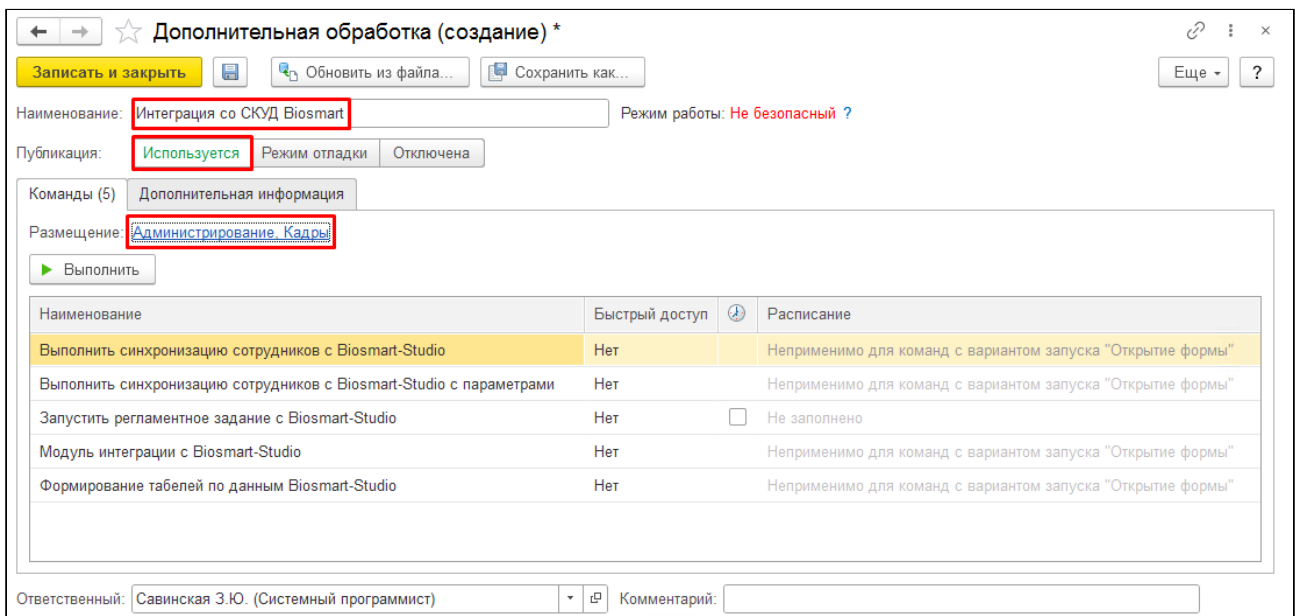 Дополнительная обработка (создание) *
Записать и закрыть Обновить из файла... Сохранить как... Еще ?
Наименование: Интеграция со СКУД Biosmart Режим работы: Не безопасный ?
Публикация: Используется Режим отладки Отключена
Команды (5) Дополнительная информация
Размещение: Администрирование, Кадры
Выполнить
Наименование Быстрый доступ Расписание
Выполнить синхронизацию сотрудников с Biosmart-Studio Нет Неприменимо для команд с вариантом запуска "Открытие формы"
Выполнить синхронизацию сотрудников с Biosmart-Studio с параметрами Нет Неприменимо для команд с вариантом запуска "Открытие формы"
Запустить регламентное задание с Biosmart-Studio Нет Не заполнено
Модуль интеграции с Biosmart-Studio Нет Неприменимо для команд с вариантом запуска "Открытие формы"
Формирование табелей по данным Biosmart-Studio Нет Неприменимо для команд с вариантом запуска "Открытие формы"
Ответственный: Савинская З.Ю. (Системный программист) Комментарий: